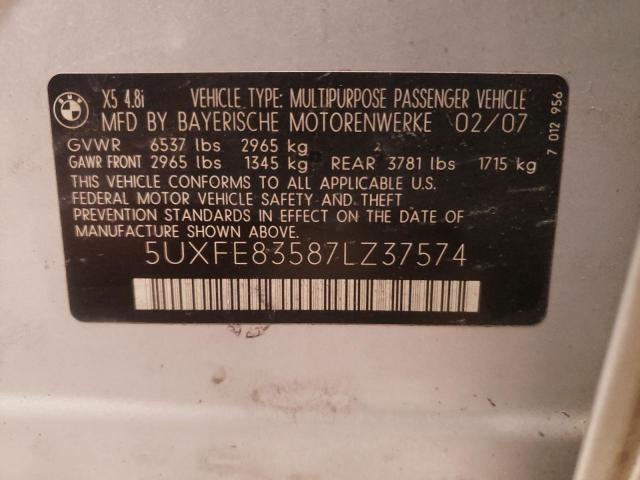 X5 4.8i VEHICLE TYPE: MULTIPURPOSE PASSENGER VEHICLE
MFD BY BAYERISCHE MOTORENWERKE 02/07
GVWR 6537 lbs 2965 kg
GAWR FRONT 2965 lbs 1345 kg REAR 3781 lbs 1715 kg
THIS VEHICLE CONFORMS TO ALL APPLICABLE U.S.
FEDERAL MOTOR VEHICLE SAFETY AND THEFT
PREVENTION STANDARDS IN EFFECT ON THE DATE OF
MANUFACTURE SHOWN ABOVE.
5UXFE83587LZ37574
7 012 956